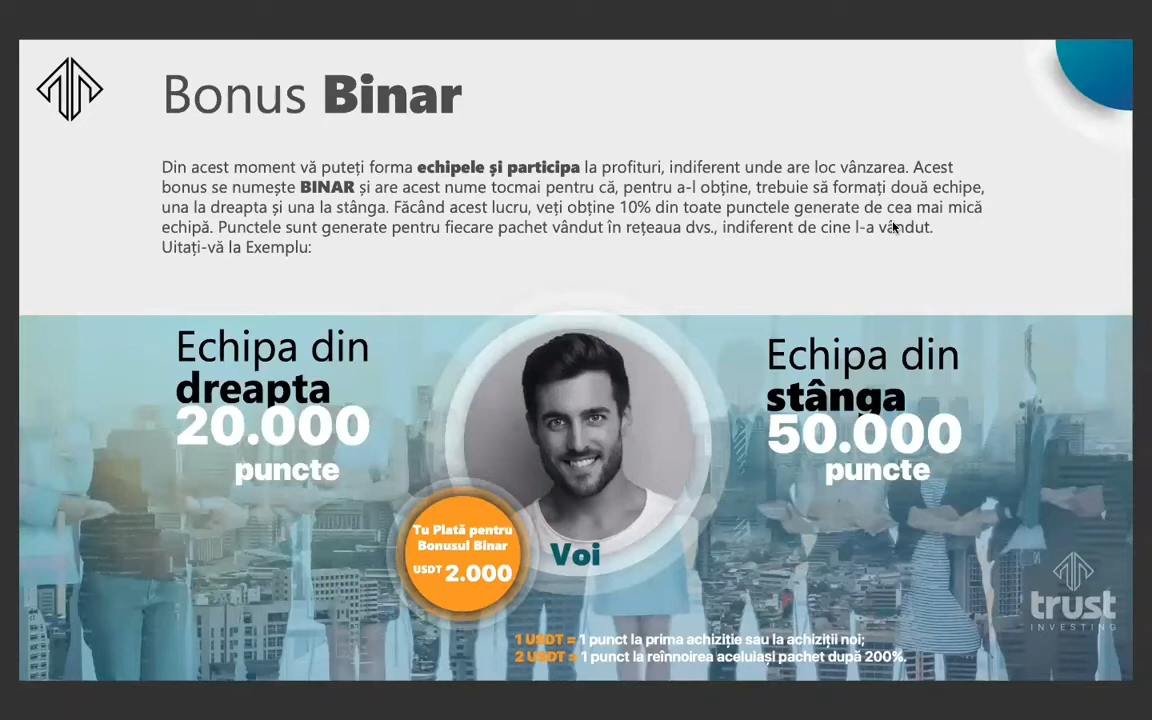 Bonus Binar
Din acest moment vă puteți forma echipele și participa la profituri, indiferent unde are loc vânzarea. Acest
bonus se numește BINAR și are acest nume tocmai pentru că, pentru a-l obține, trebuie să formați două echipe,
una la dreapta și una la stânga. Făcând acest lucru, veți obține 10% din toate punctele generate de cea mai mică
echipă. Punctele sunt generate pentru fiecare pachet vândut în rețeaua dvs., indiferent de cine l-a vândut.
Uitați-vă la Exemplu:
Echipa din
dreapta
20.000
puncte
Echipa din
stânga
50.000
puncte
Tu Plată pentru
Bonusul Binar
USDT 2.000
Voi
trust
INVESTING
1 USDT = 1 punct la prima achiziție sau la achiziții noi;
2 USDT = 1 punct la reînnoirea aceluiași pachet după 200%.